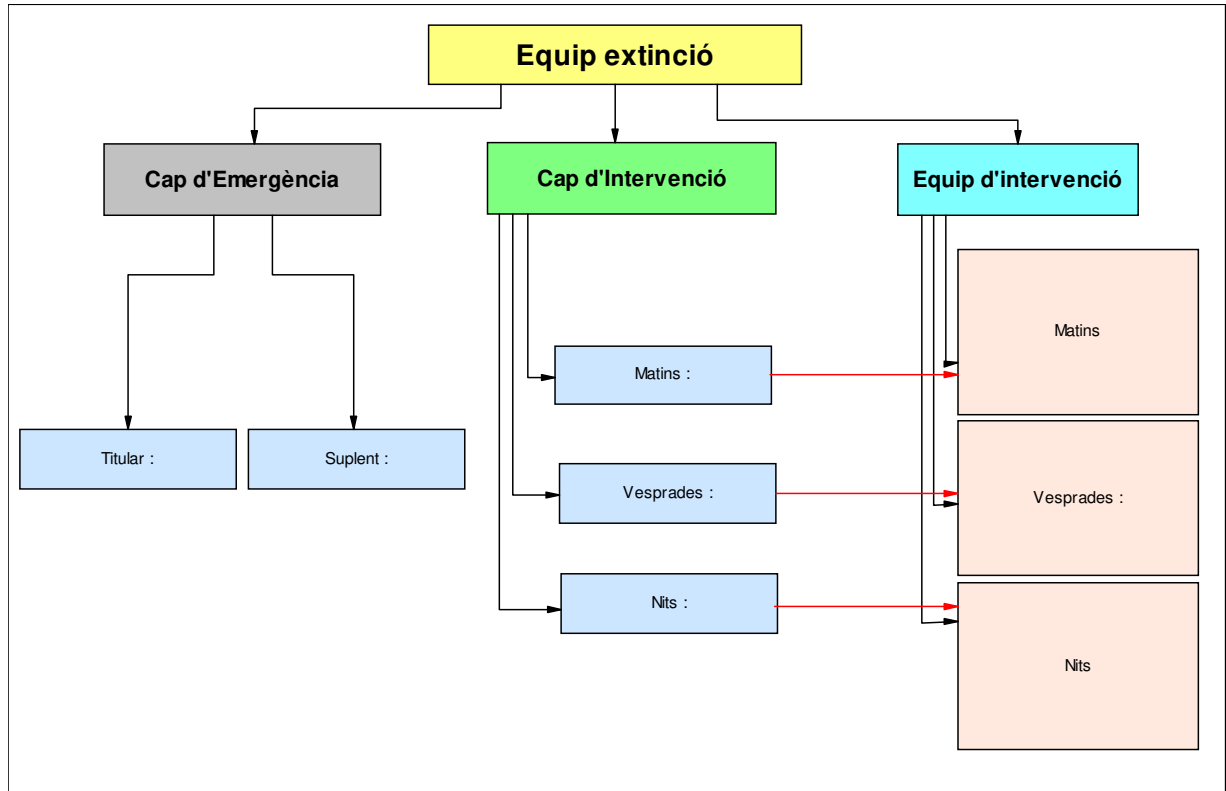 Equip extinció
Cap d'Emergència
Cap d'Intervenció
Equip d'intervenció
Titular :
Suplent :
Matins :
Vesprades :
Nits :
Matins
Vesprades :
Nits